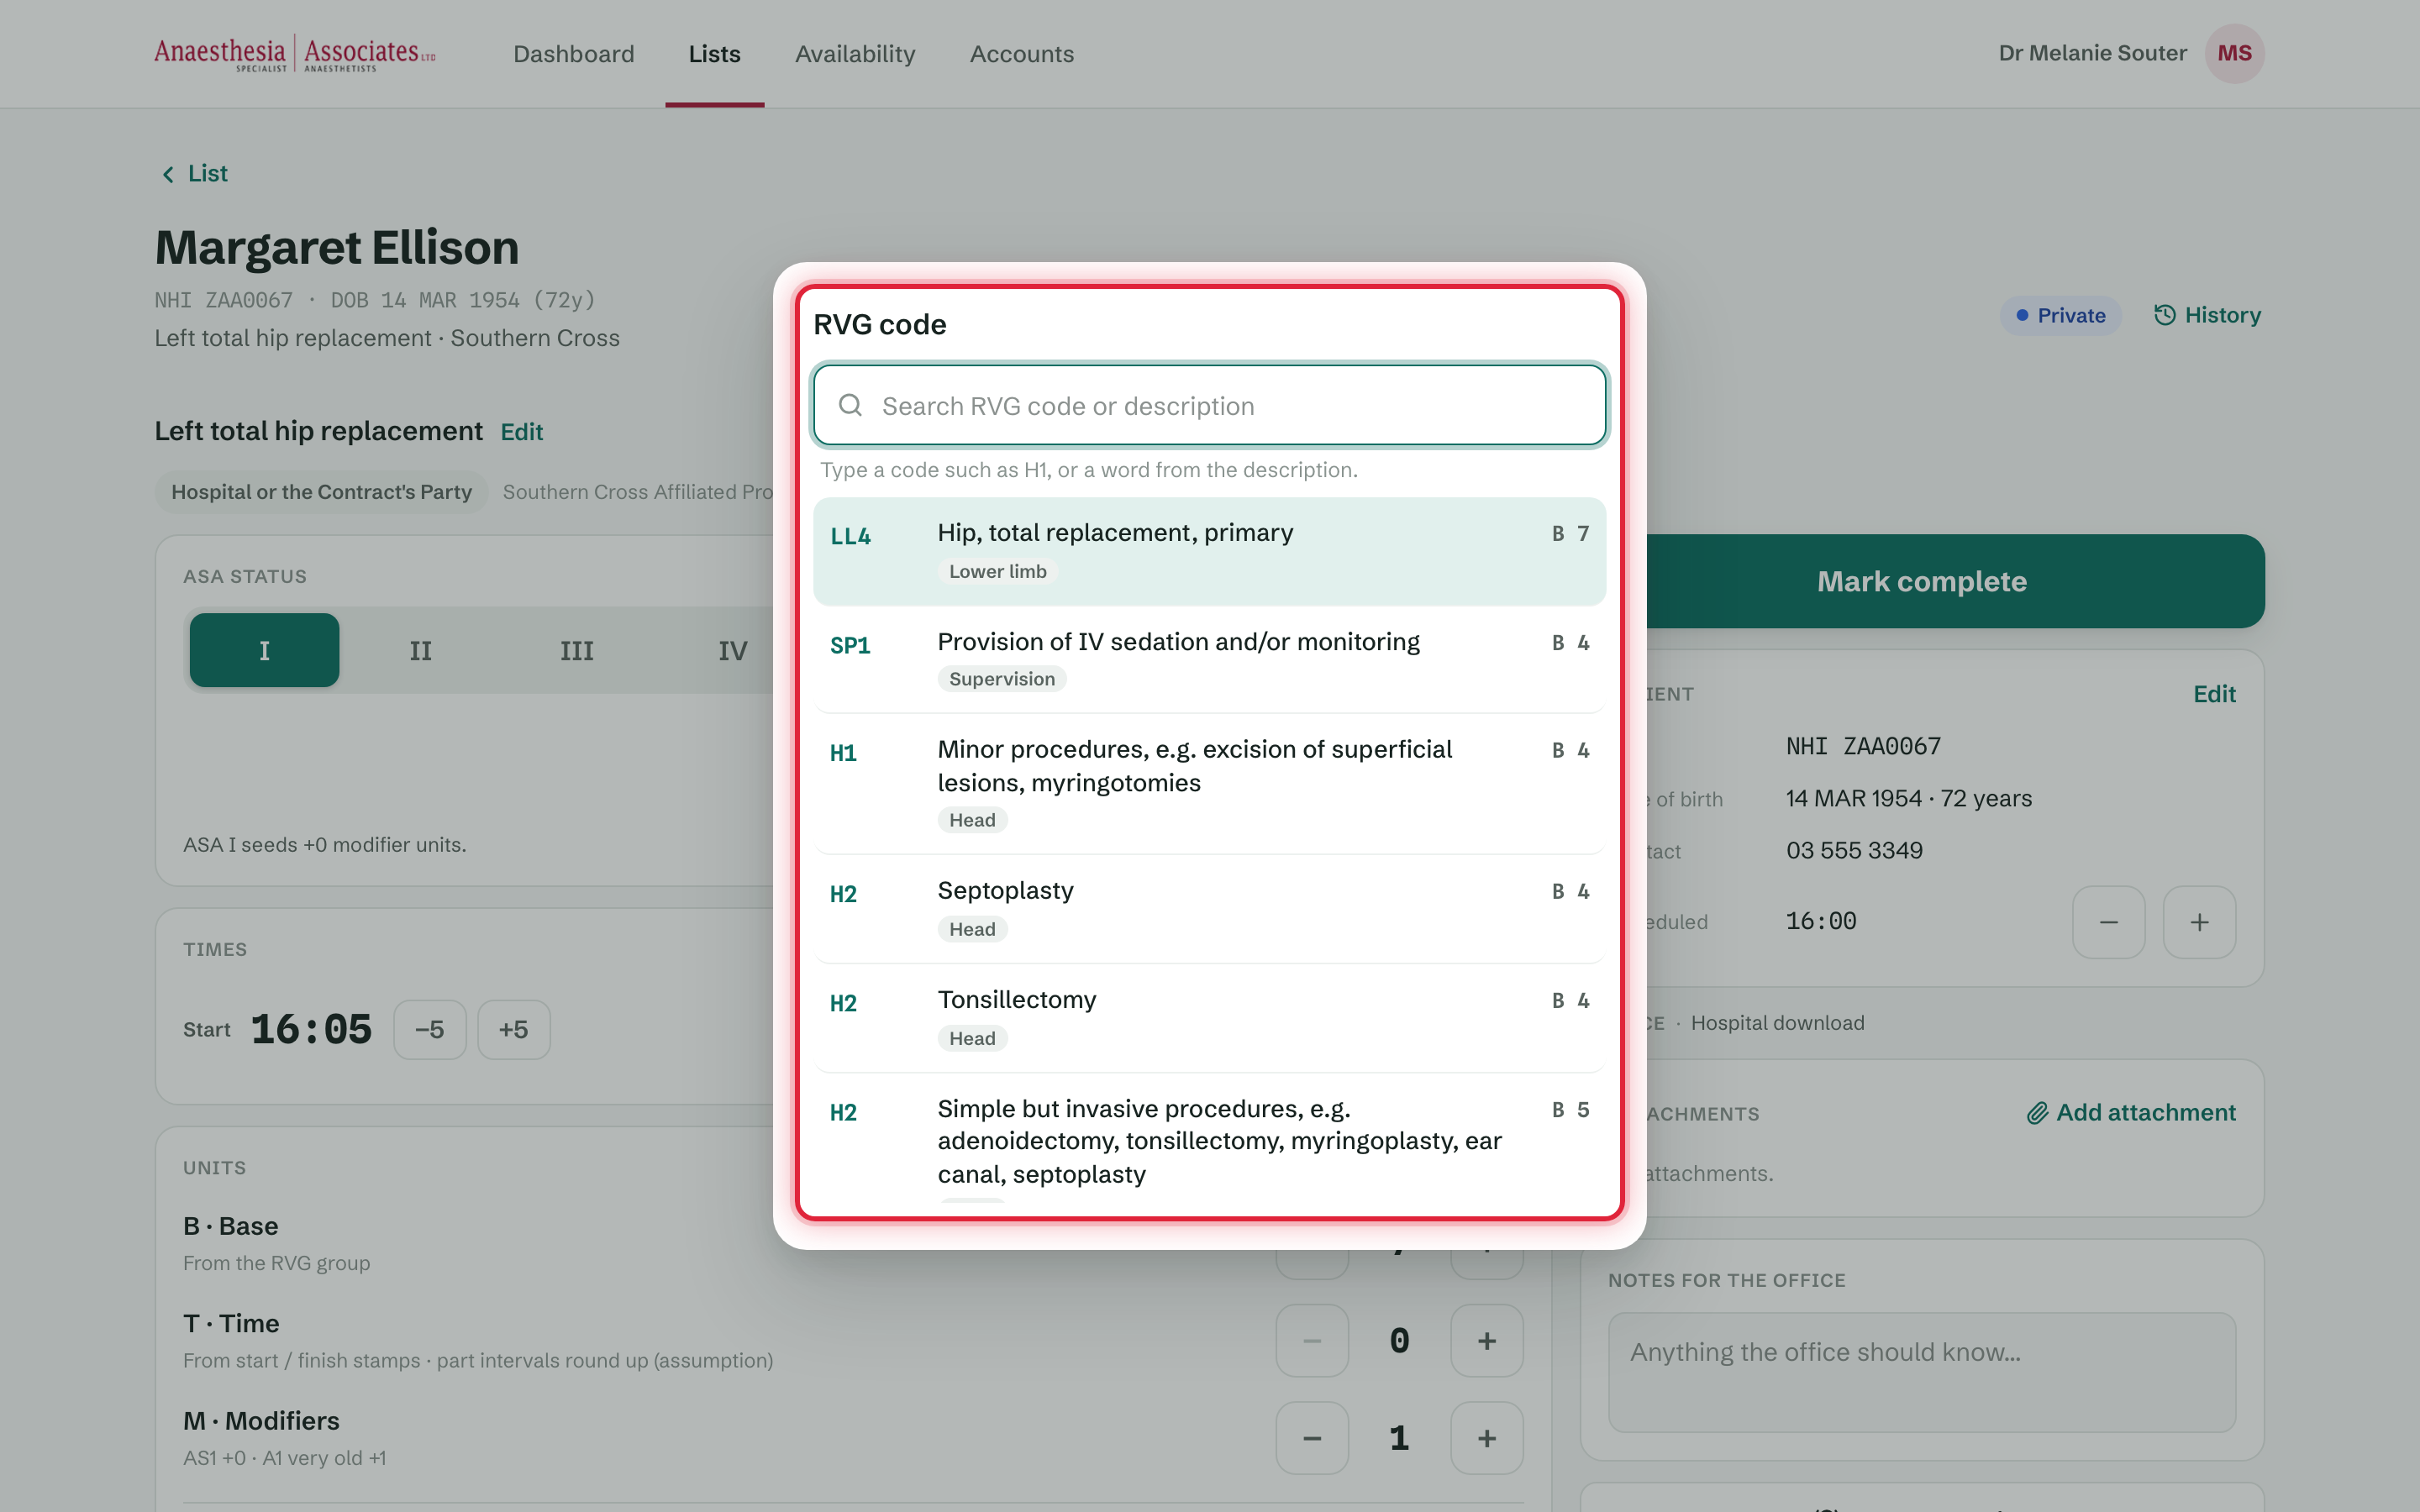 Anaesthesia | Associates LTD
SPECIALIST ANAESTHETISTS
Dashboard
Lists
Availability
Accounts
Dr Melanie Souter
MS
List
Margaret Ellison
NHI ZAA0067 · DOB 14 MAR 1954 (72y)
Left total hip replacement · Southern Cross
Private
History
Left total hip replacement
Edit
Hospital or the Contract's Party
Southern Cross Affiliated Pro
ASA STATUS
I
II
III
IV
ASA I seeds +0 modifier units.
TIMES
Start
16:05
−5
+5
UNITS
B · Base
From the RVG group
T · Time
From start / finish stamps · part intervals round up (assumption)
− 0 +
M · Modifiers
AS1 +0 · A1 very old +1
− 1 +
RVG code
Search RVG code or description
Type a code such as H1, or a word from the description.
LL4
Hip, total replacement, primary
B 7
Lower limb
SP1
Provision of IV sedation and/or monitoring
B 4
Supervision
H1
Minor procedures, e.g. excision of superficial
lesions, myringotomies
B 4
Head
H2
Septoplasty
B 4
Head
H2
Tonsillectomy
B 4
Head
H2
Simple but invasive procedures, e.g.
adenoidectomy, tonsillectomy, myringoplasty, ear
canal, septoplasty
B 5
Mark complete
IENT
Edit
NHI ZAA0067
of birth
14 MAR 1954 · 72 years
tact
03 555 3349
eduled
16:00
− +
CE · Hospital download
ACHMENTS
Add attachment
attachments.
NOTES FOR THE OFFICE
Anything the office should know...